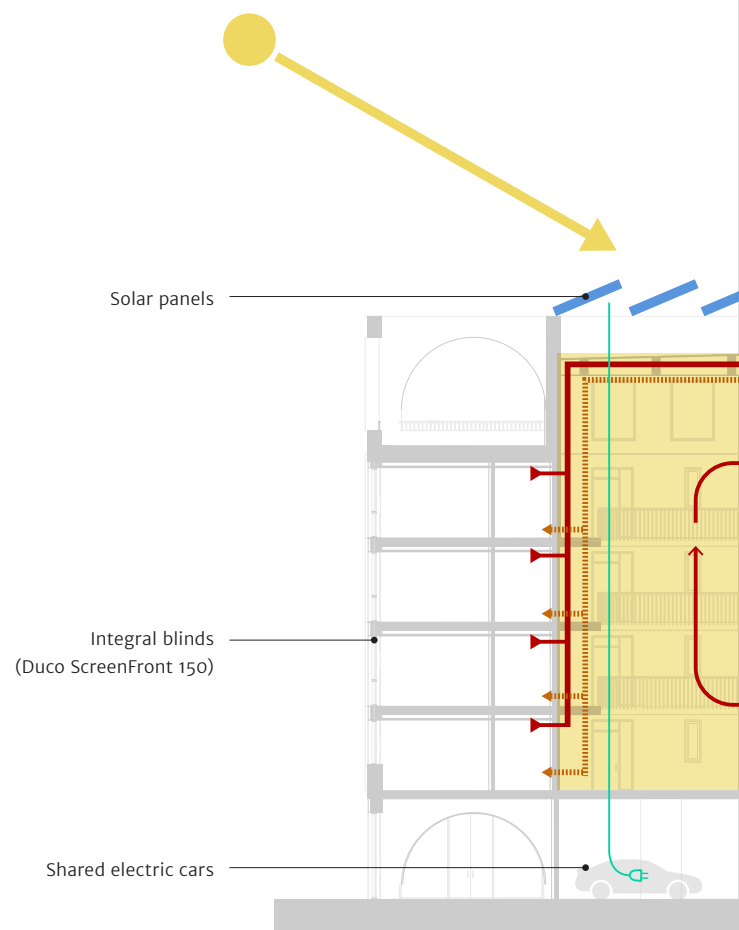 Solar panels
Integral blinds
(Duco ScreenFront 150)
Shared electric cars